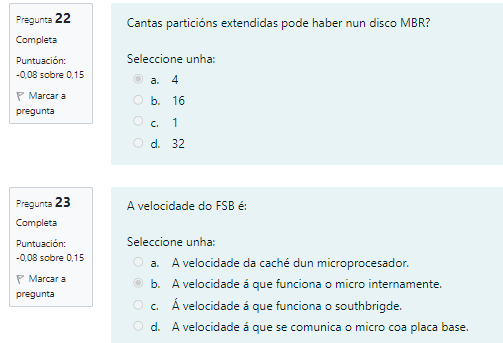 Pregunta 22
Completa
Puntuación:
-0,08 sobre 0,15
Marcar a
pregunta
Cantas particións extendidas pode haber nun disco MBR?
Seleccione unha:
a. 4
b. 16
c. 1
d. 32
Pregunta 23
Completa
Puntuación:
-0,08 sobre 0,15
Marcar a
pregunta
A velocidade do FSB é:
Seleccione unha:
a. A velocidade da caché dun microprocesador.
b. A velocidade á que funciona o micro internamente.
c. Á velocidade que funciona o southbrigde.
d. A velocidade á que se comunica o micro coa placa base.